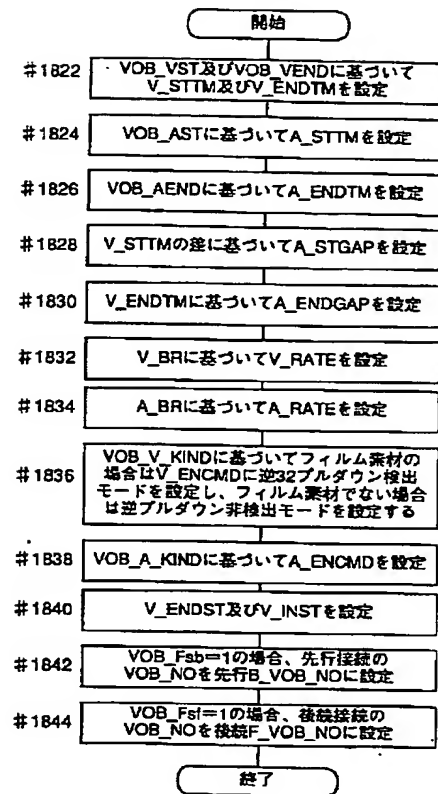 開始
#1822
VOB_VST及びVOB_VENDに基づいて
V_STTM及びV_ENDTMを設定
#1824
VOB_ASTに基づいてA_STTMを設定
#1826
VOB_AENDに基づいてA_ENDTMを設定
#1828
V_STTMの差に基づいてA_STGAPを設定
#1830
V_ENDTMに基づいてA_ENDGAPを設定
#1832
V_BRに基づいてV_RATEを設定
#1834
A_BRに基づいてA_RATEを設定
#1836
VOB_V_KINDに基づいてフィルム素材の
場合はV_ENCMDに逆32プルダウン検出
モードを設定し、フィルム素材でない場合
は逆プルダウン非検出モードを設定する
#1838
VOB_A_KINDに基づいてA_ENCMDを設定
#1840
V_ENDST及びV_INSTを設定
#1842
VOB_Fsb=1の場合、先行接続の
VOB_NOを先行B_VOB_NOに設定
#1844
VOB_Fsf=1の場合、後続接続の
VOB_NOを後続F_VOB_NOに設定
終了